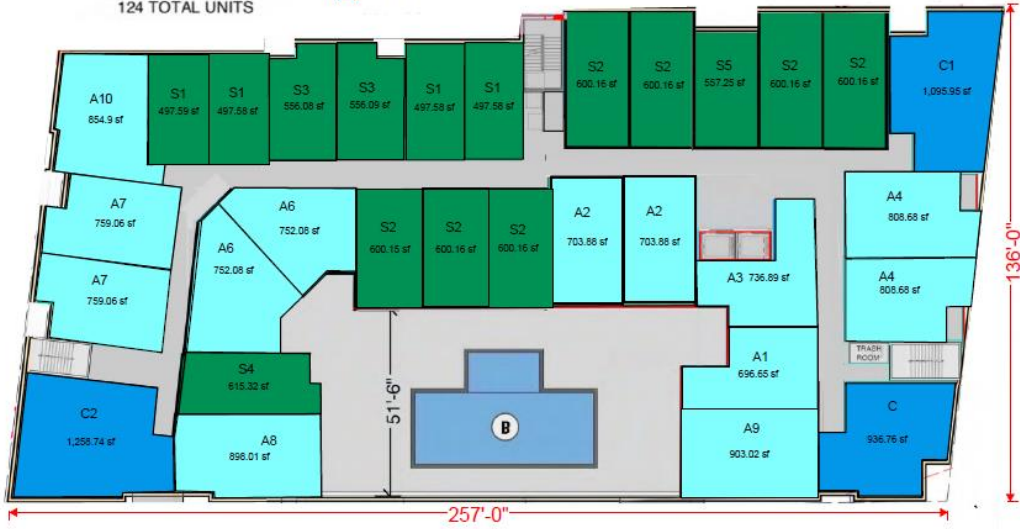 124 TOTAL UNITS
A10
854.9 sf
S1
497.59 sf
S1
497.58 sf
S3
556.08 sf
S3
556.09 sf
S1
497.58 sf
S1
497.58 sf
S2
600.16 sf
S2
600.16 sf
S5
557.25 sf
S2
600.16 sf
S2
600.16 sf
C1
1,095.95 sf
A7
759.06 sf
A6
752.08 sf
A6
752.08 sf
S2
600.15 sf
S2
600.16 sf
S2
600.16 sf
A2
703.88 sf
A2
703.88 sf
A3 736.89 sf
A4
808.68 sf
A7
759.06 sf
A4
808.68 sf
136'-0"
TRASH
ROOM
S4
615.32 sf
51'-6"
A1
696.65 sf
C2
1,258.74 sf
A8
898.01 sf
B
A9
903.02 sf
C
936.76 sf
257'-0"